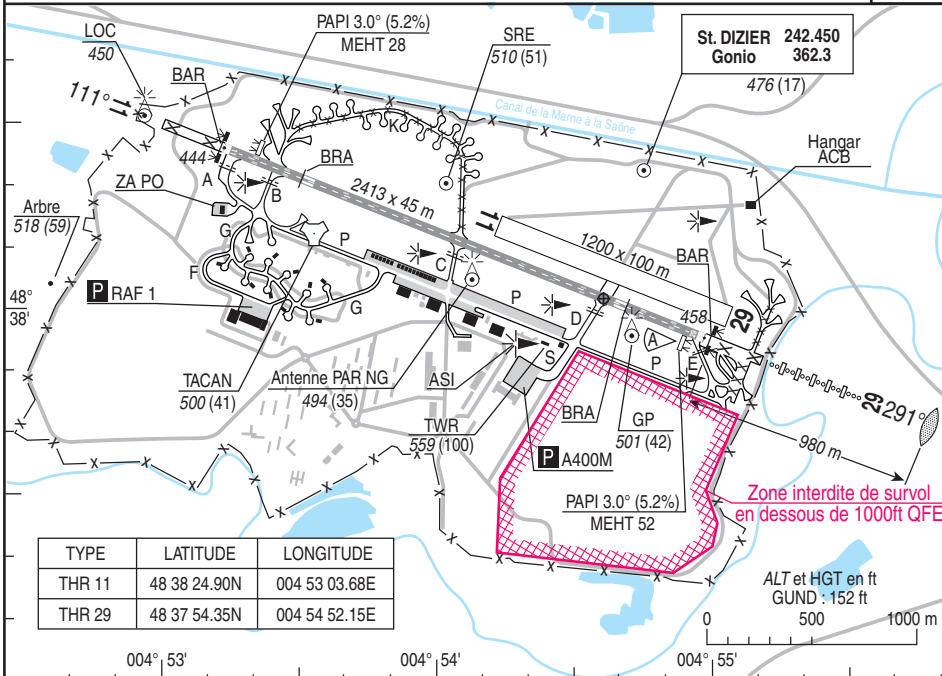 LOC
450
PAPI 3.0° (5.2%)
MEHT 28
SRE
510 (51)
St. DIZIER 242.450
Gonio 362.3
476 (17)
BAR
111°
11
Canal de la Marne à la Saône
K
Hangar
ACB
444
A
B
BRA
ZA PO
2413 x 45 m
11
1200 x 100 m
Arbre
518 (59)
G
P
F
C
BAR
48°
38'
P RAF 1
G
P
D
458
29
A
P
E
S
TACAN
500 (41)
Antenne PAR NG
494 (35)
ASI
29
291°
TWR
559 (100)
BRA
GP
501 (42)
980 m
P A400M
PAPI 3.0° (5.2%)
MEHT 52
Zone interdite de survol
en dessous de 1000ft QFE
TYPE LATITUDE LONGITUDE
THR 11 48 38 24.90N 004 53 03.68E
THR 29 48 37 54.35N 004 54 52.15E
ALT et HGT en ft
GUND : 152 ft
0 500 1000 m
004° 53' 004° 54' 004° 55'